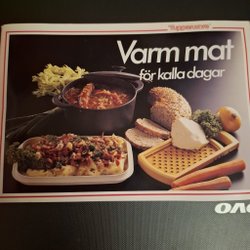 "Tupperware"
Varm mat
för kalla dagar